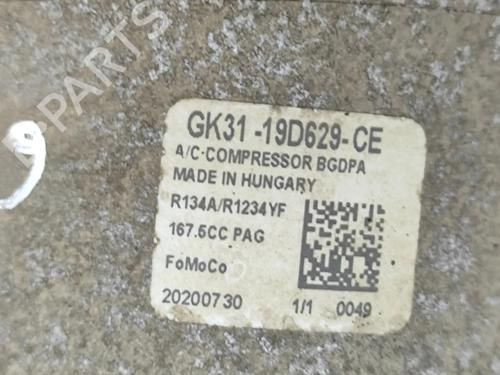 B-PARTS
GK31-19D629-CE
A/C-COMPRESSOR BGDPA
MADE IN HUNGARY
R134A/R1234YF
167.5CC PAG
FoMoCo
20200730 1/1 0049